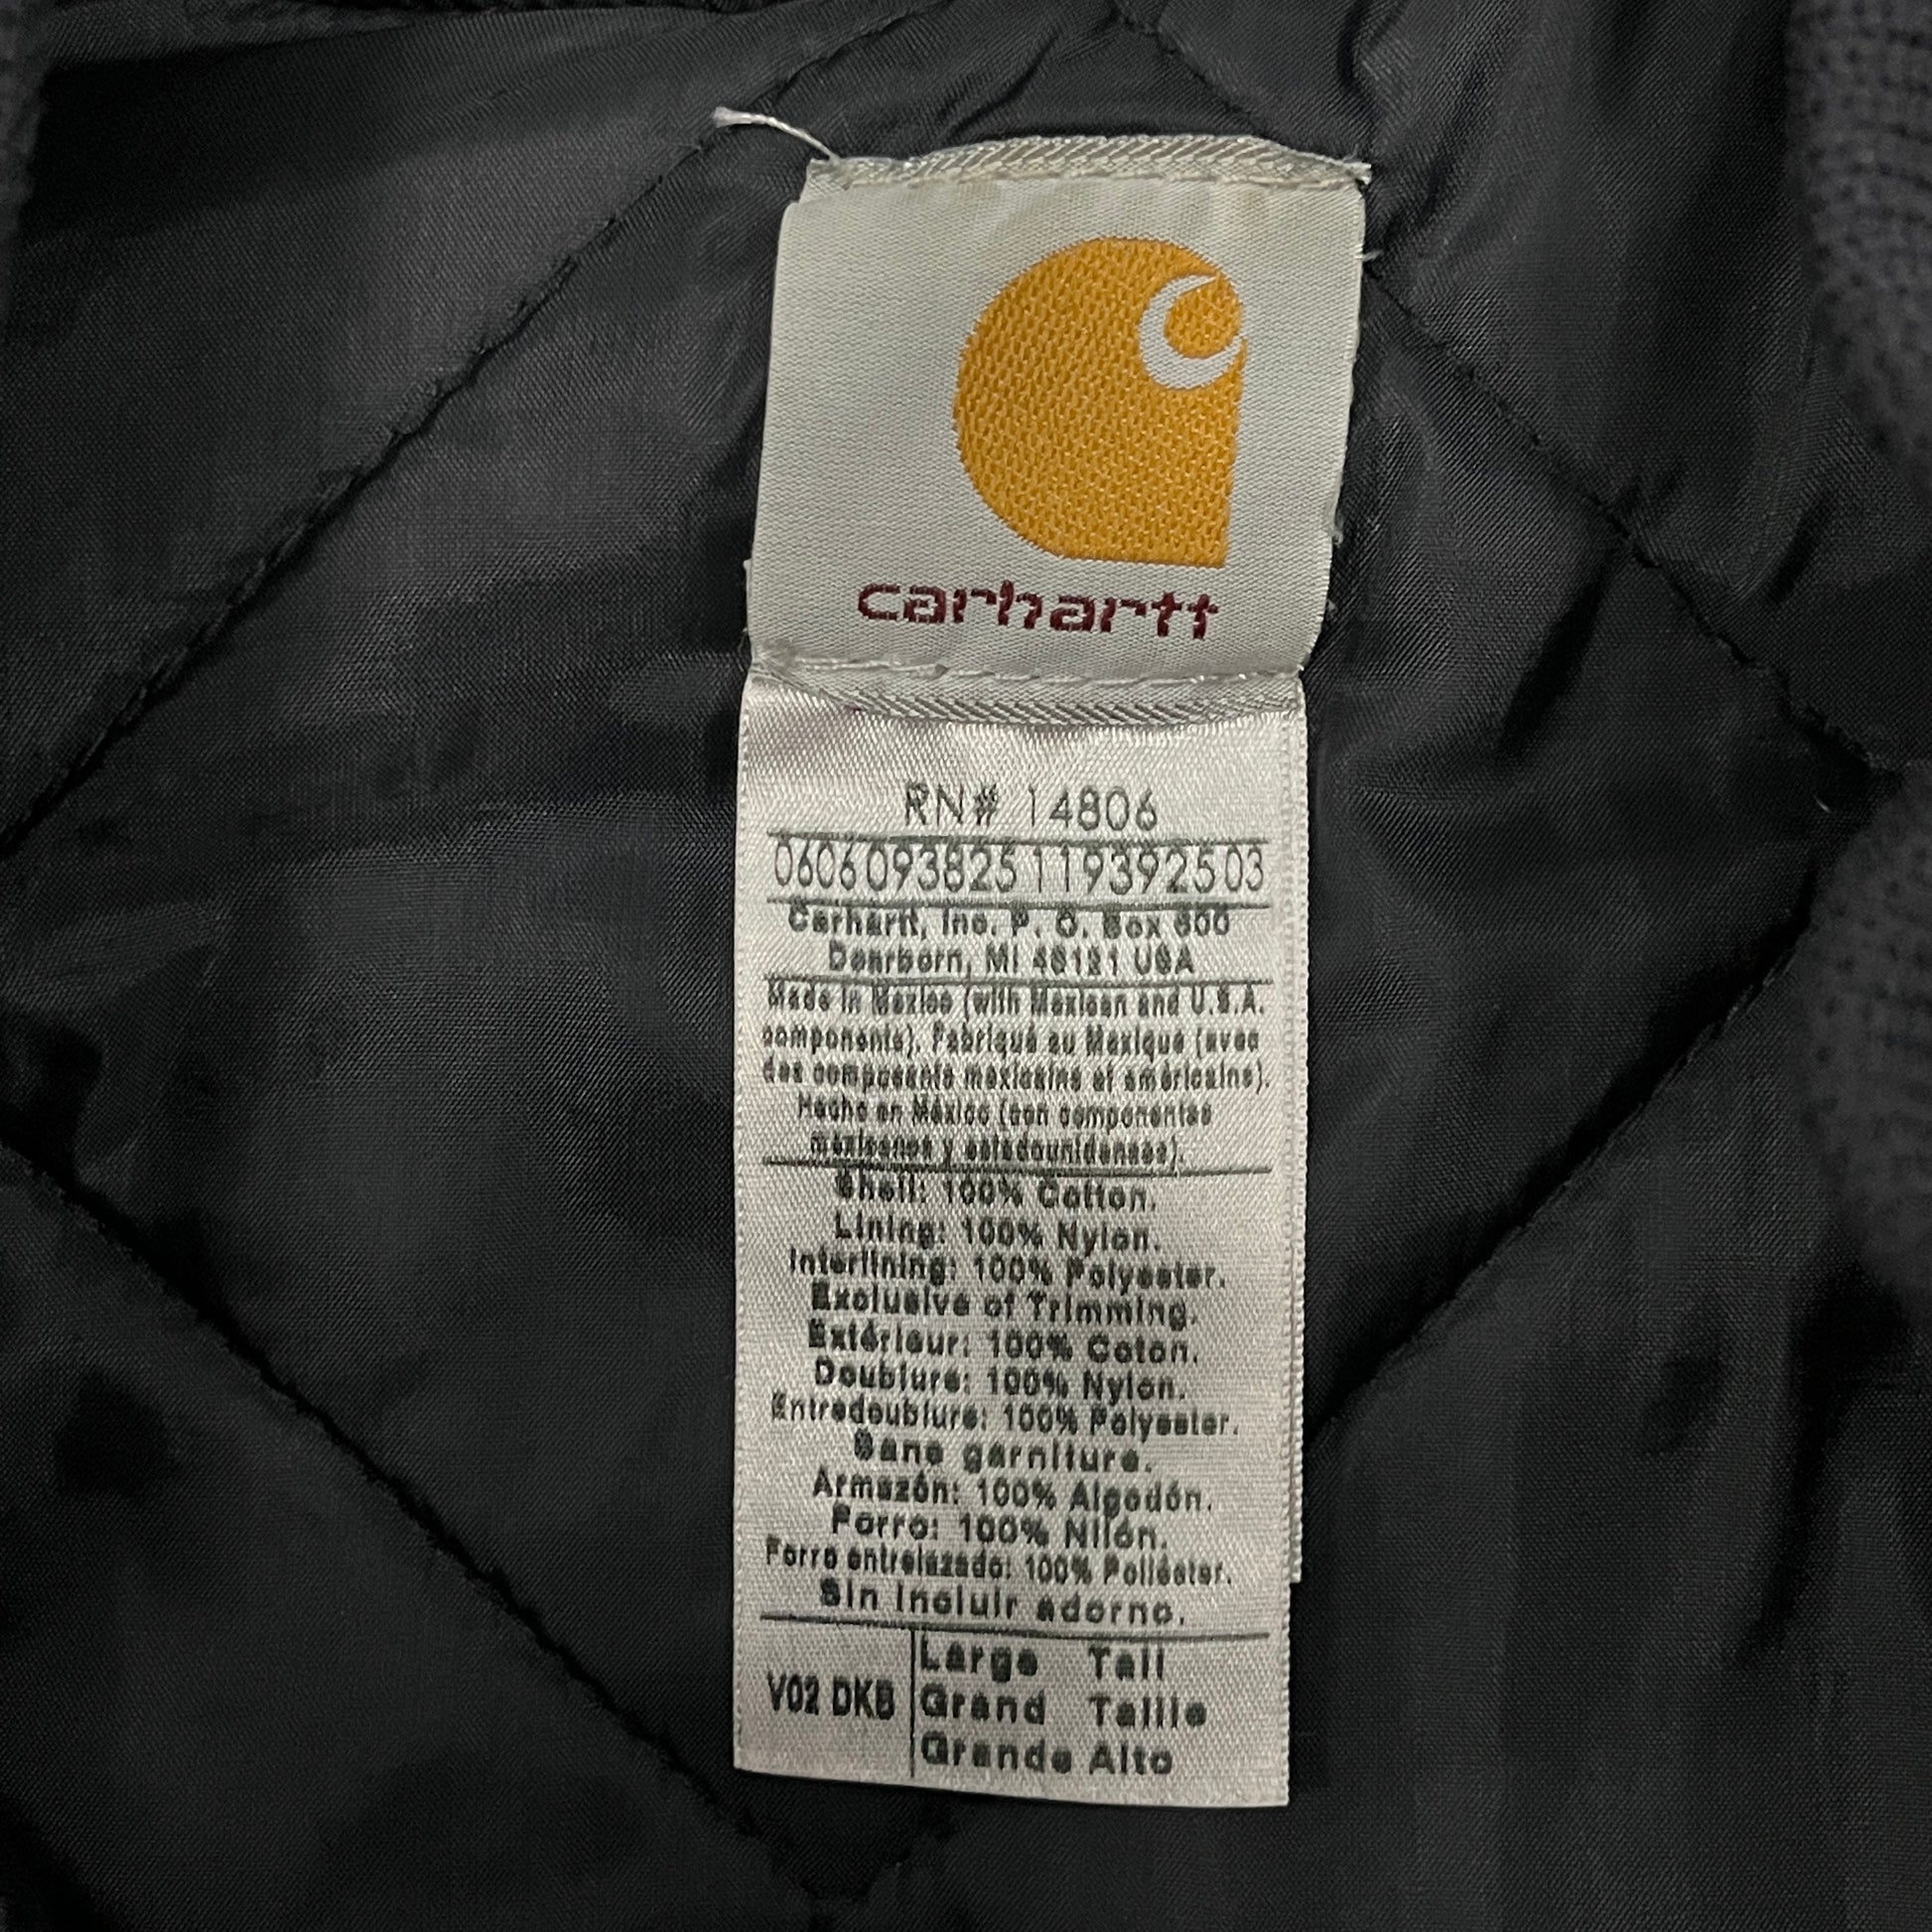 carhartt
RN# 14806
0606093825 11939250 3
Carhartt, Inc. P. O. Box 600
Dearborn, MI 48121 USA
Made in Mexico (with Mexican and U.S.A.
components). Fabriqué au Mexique (avec
des composants mexicains et américains).
Hecho en México (con componentes
mexicanos y estadounidenses).
Shell: 100% Cotton.
Lining: 100% Nylon.
Interlining: 100% Polyester.
Exclusive of Trimming.
Extérieur: 100% Coton.
Doublure: 100% Nylon.
Entredoublure: 100% Polyester.
Sans garniture.
Armazón: 100% Algodón.
Forro: 100% Nilón.
Forro entrelazado: 100% Poliéster.
Sin Incluir adorno.
V02 DKB
Large Tall
Grand Taille
Grande Alto